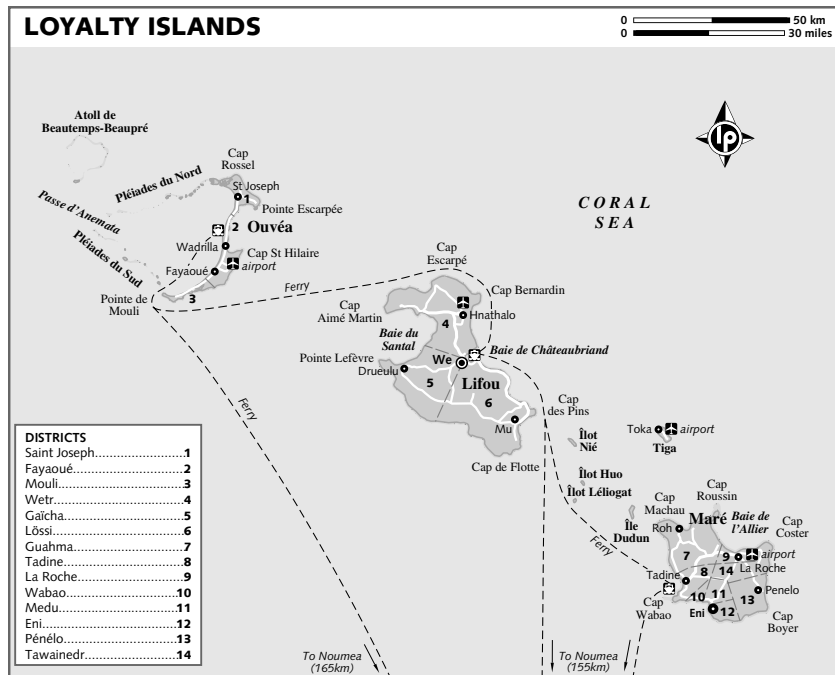 LOYALTY ISLANDS
0 50 km
0 30 miles
Atoll de
Beautemps-Beaupré
Cap
Rossel
Pléiades du Nord
St Joseph
1
Pointe Escarpée
Passe d'Anemata
2
Ouvéa
Wadrilla
Cap St Hilaire
airport
Pléiades du Sud
Fayaoué
3
Pointe de
Mouli
Ferry
lp
CORAL
SEA
Cap
Escarpé
Cap Bernardin
Cap
Aimé Martin
Hnathalo
4
Baie du
Santal
Baie de Châteaubriand
Pointe Lefèvre
We
Drueulu
Lifou
5
6
Cap
des Pins
Mu
Cap de Flotte
Ferry
Îlot
Nié
Toka
airport
Tiga
Îlot Huo
Îlot Léliogat
Cap
Roussin
Cap
Machau
Maré
Baie de
l'Allier
Cap
Coster
Île
Dudun
Roh
Ferry
7
9
airport
La Roche
8
14
Tadine
10
11
13
Penelo
Cap
Wabao
Eni
12
Cap
Boyer
To Noumea
(165km)
To Noumea
(155km)
DISTRICTS
Saint Joseph..........................1
Fayaoué..........................2
Mouli..........................3
Wetr..........................4
Gaïcha..........................5
Lössi..........................6
Guahma..........................7
Tadine..........................8
La Roche..........................9
Wabao..........................10
Medu..........................11
Eni..........................12
Pénélo..........................13
Tawainedr..........................14